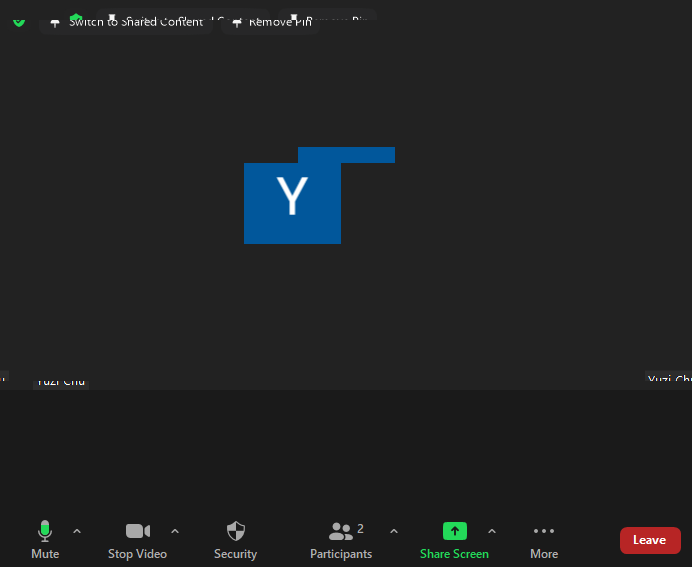 Switch to Shared Content Remove Pin
Y
Yuzi Chu
Yuzi Chu
2
Mute Stop Video Security Participants Share Screen More Leave